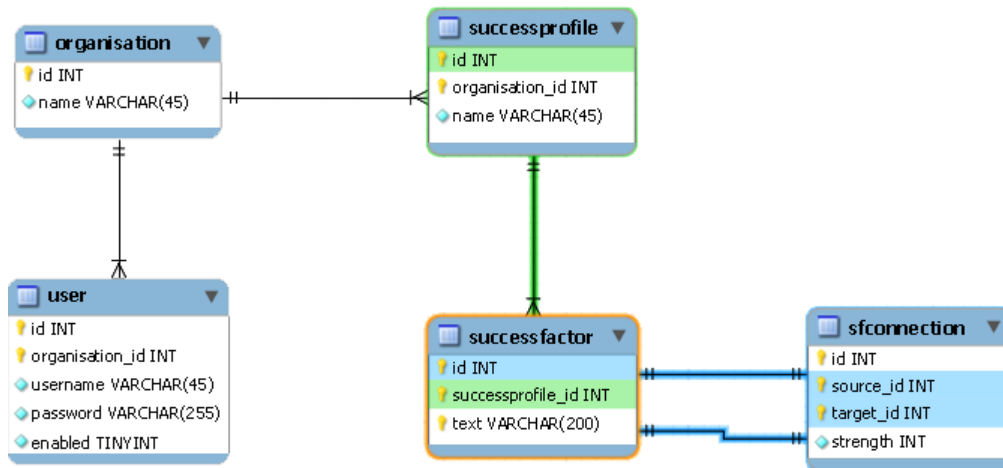 organisation
id INT
name VARCHAR(45)
successprofile
id INT
organisation_id INT
name VARCHAR(45)
user
id INT
organisation_id INT
username VARCHAR(45)
password VARCHAR(255)
enabled TINYINT
successfactor
id INT
successprofile_id INT
text VARCHAR(200)
sfconnection
id INT
source_id INT
target_id INT
strength INT